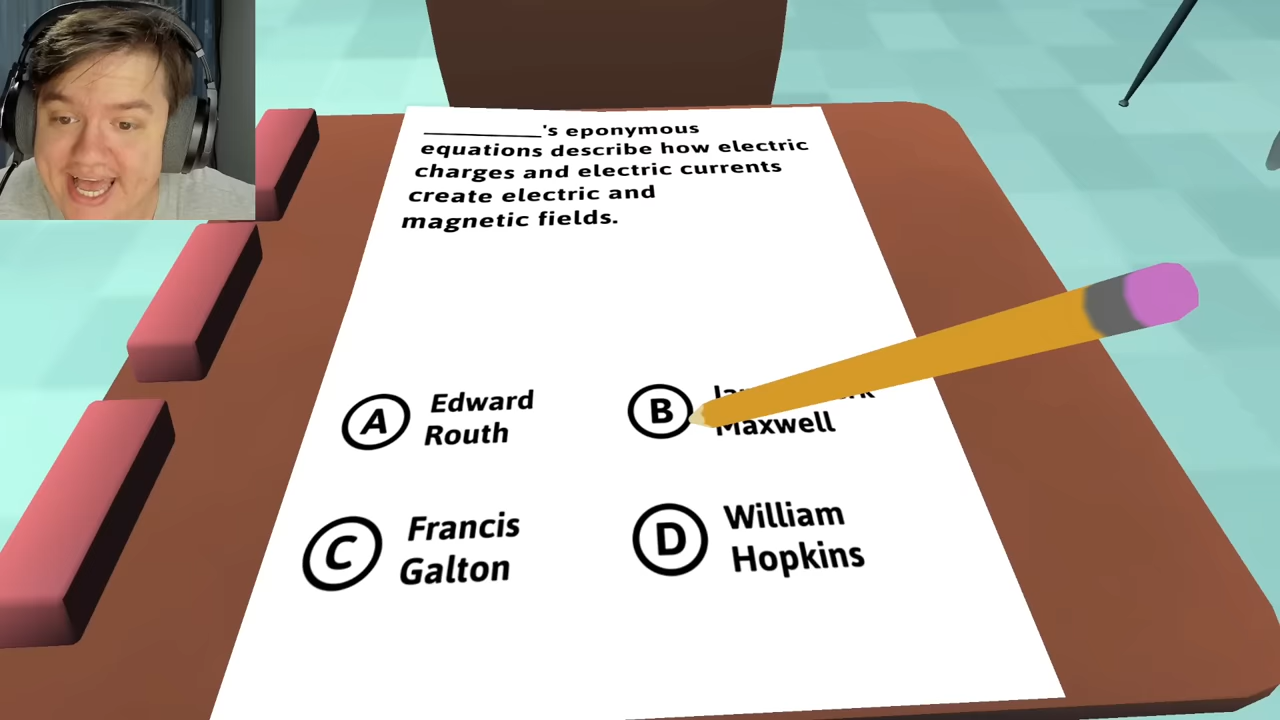 __________'s eponymous
equations describe how electric
charges and electric currents
create electric and
magnetic fields.
A Edward
Routh
B
Maxwell
C Francis
Galton
D William
Hopkins